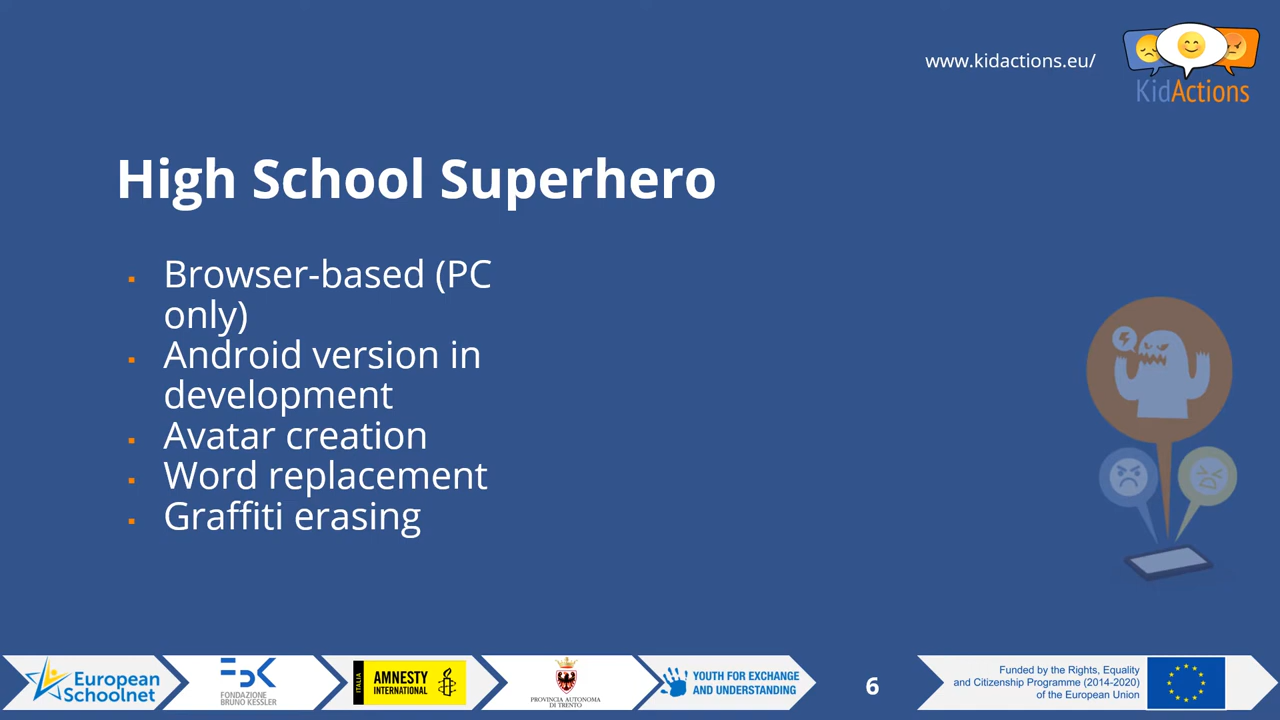 www.kidactions.eu/
KidActions
High School Superhero
▪ Browser-based (PC
only)
▪ Android version in
development
▪ Avatar creation
▪ Word replacement
▪ Graffiti erasing
European
Schoolnet
FBK
FONDAZIONE
BRUNO KESSLER
ITALIA
AMNESTY
INTERNATIONAL
PROVINCIA AUTONOMA
DI TRENTO
YOUTH FOR EXCHANGE
AND UNDERSTANDING
6
Funded by the Rights, Equality
and Citizenship Programme (2014-2020)
of the European Union